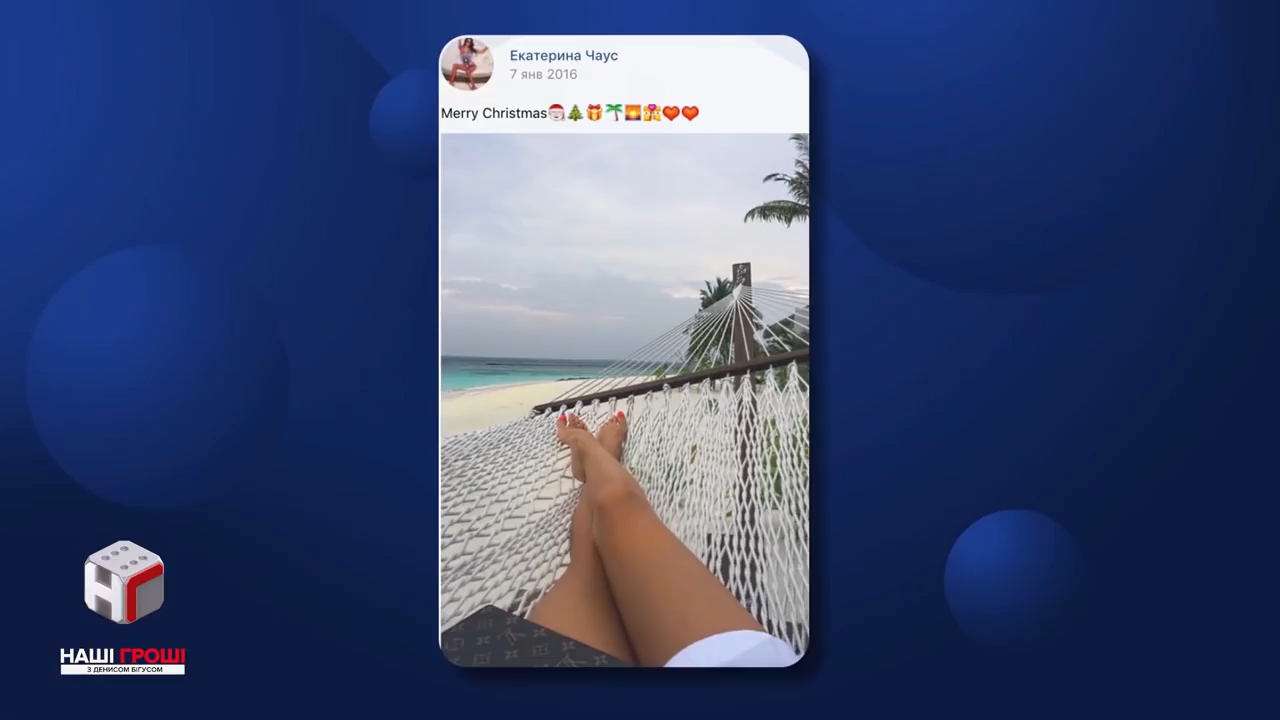 Екатерина Чаус
7 янв 2016
Merry Christmas🎅🎄🎁🌴🌅💏❤❤
НАШІ ГРОШІ
З ДЕНИСОМ БІГУСОМ